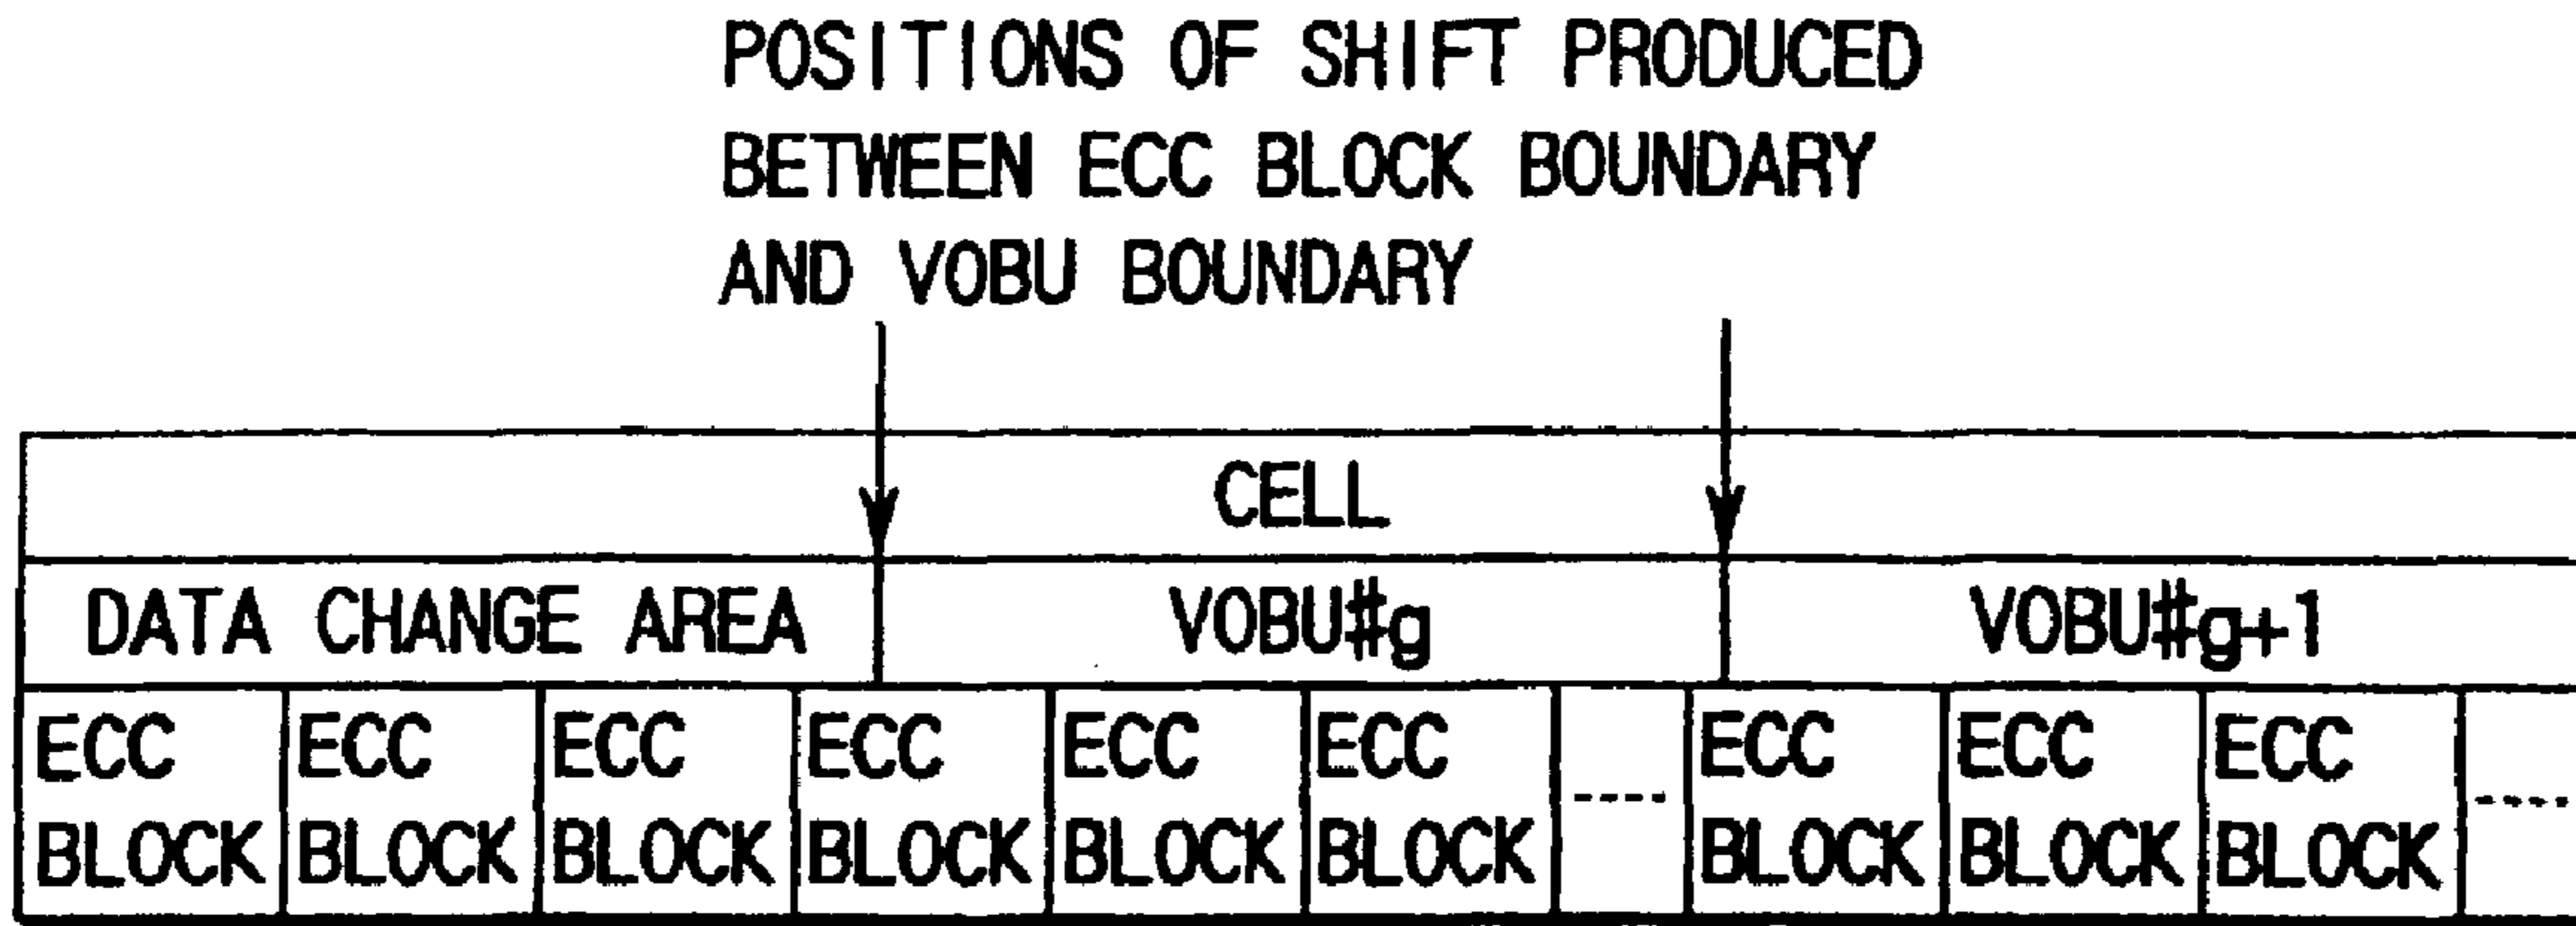 POSITIONS OF SHIFT PRODUCED
BETWEEN ECC BLOCK BOUNDARY
AND VOBU BOUNDARY
CELL
DATA CHANGE AREA VOBU#g VOBU#g+1
ECC ECC ECC ECC ECC ECC ---- ECC ECC ECC ----
BLOCK BLOCK BLOCK BLOCK BLOCK BLOCK BLOCK BLOCK BLOCK